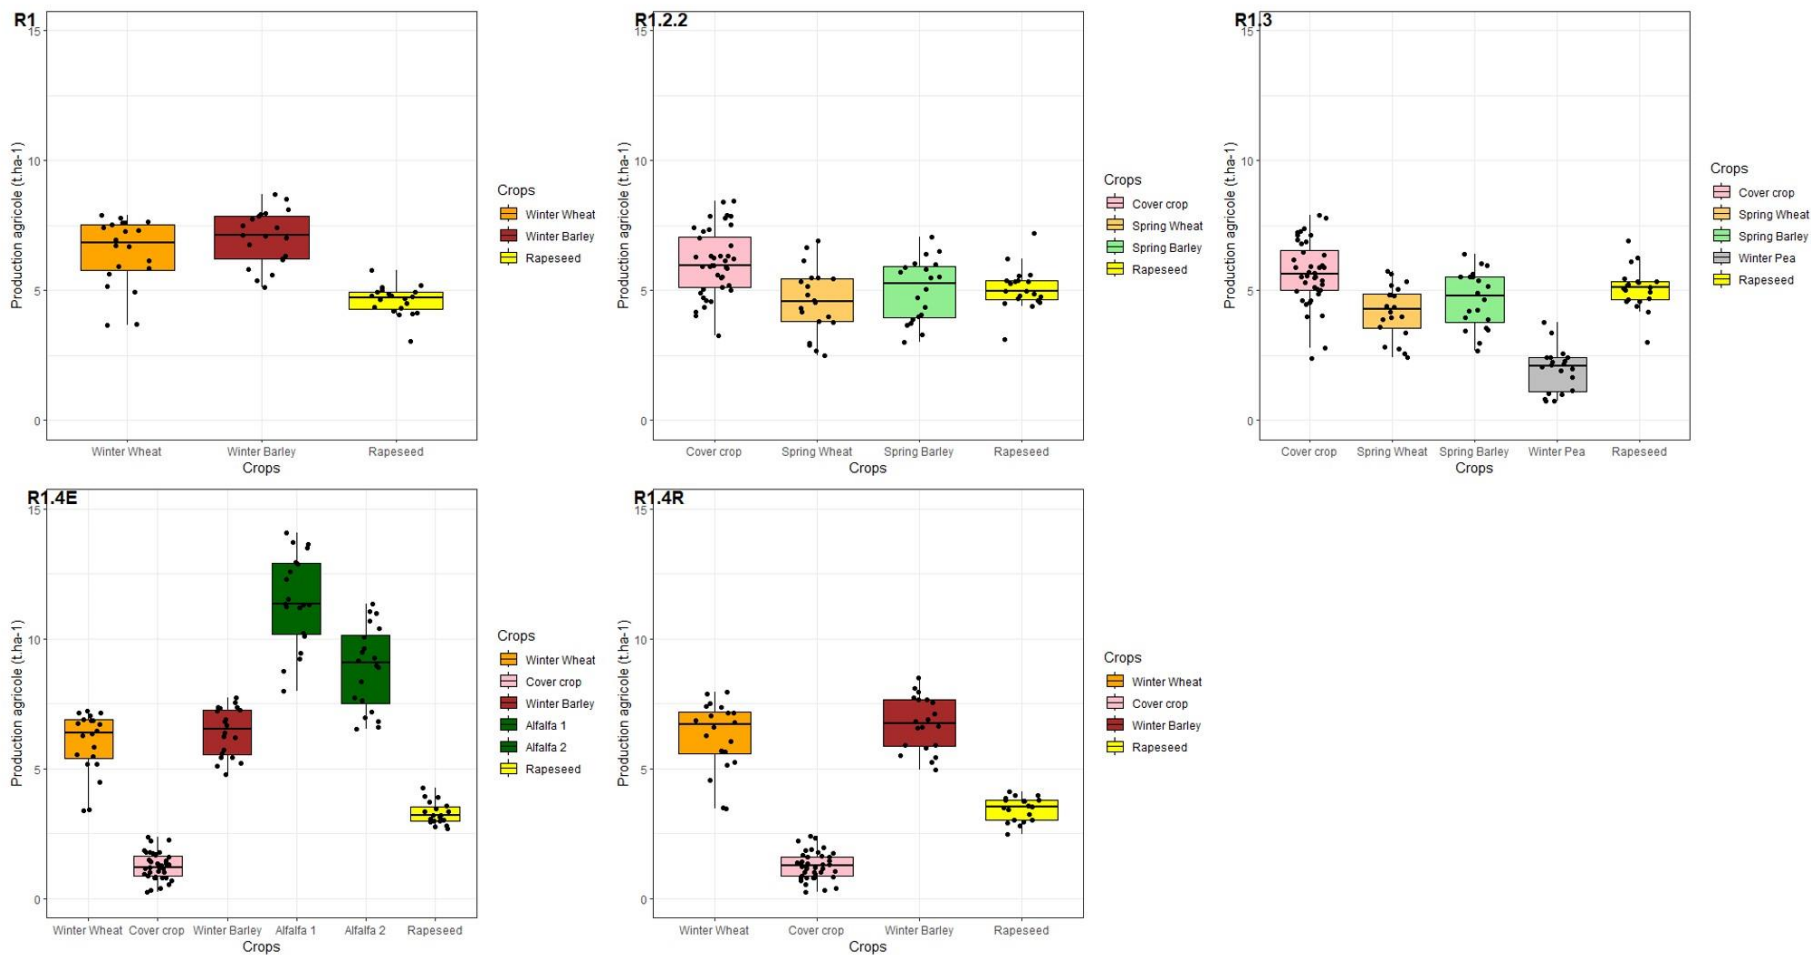 R1
Production agricole (t.ha-1)
15
10
5
0
Winter Wheat
Winter Barley
Rapeseed
Crops
Crops
Winter Wheat
Winter Barley
Rapeseed
R1.2.2
Production agricole (t.ha-1)
15
10
5
0
Cover crop
Spring Wheat
Spring Barley
Rapeseed
Crops
Crops
Cover crop
Spring Wheat
Spring Barley
Rapeseed
R1.3
Production agricole (t.ha-1)
15
10
5
0
Cover crop
Spring Wheat
Spring Barley
Winter Pea
Rapeseed
Crops
Crops
Cover crop
Spring Wheat
Spring Barley
Winter Pea
Rapeseed
R1.4E
Production agricole (t.ha-1)
15
10
5
0
Winter Wheat
Cover crop
Winter Barley
Alfalfa 1
Alfalfa 2
Rapeseed
Crops
Crops
Winter Wheat
Cover crop
Winter Barley
Alfalfa 1
Alfalfa 2
Rapeseed
R1.4R
Production agricole (t.ha-1)
15
10
5
0
Winter Wheat
Cover crop
Winter Barley
Rapeseed
Crops
Crops
Winter Wheat
Cover crop
Winter Barley
Rapeseed